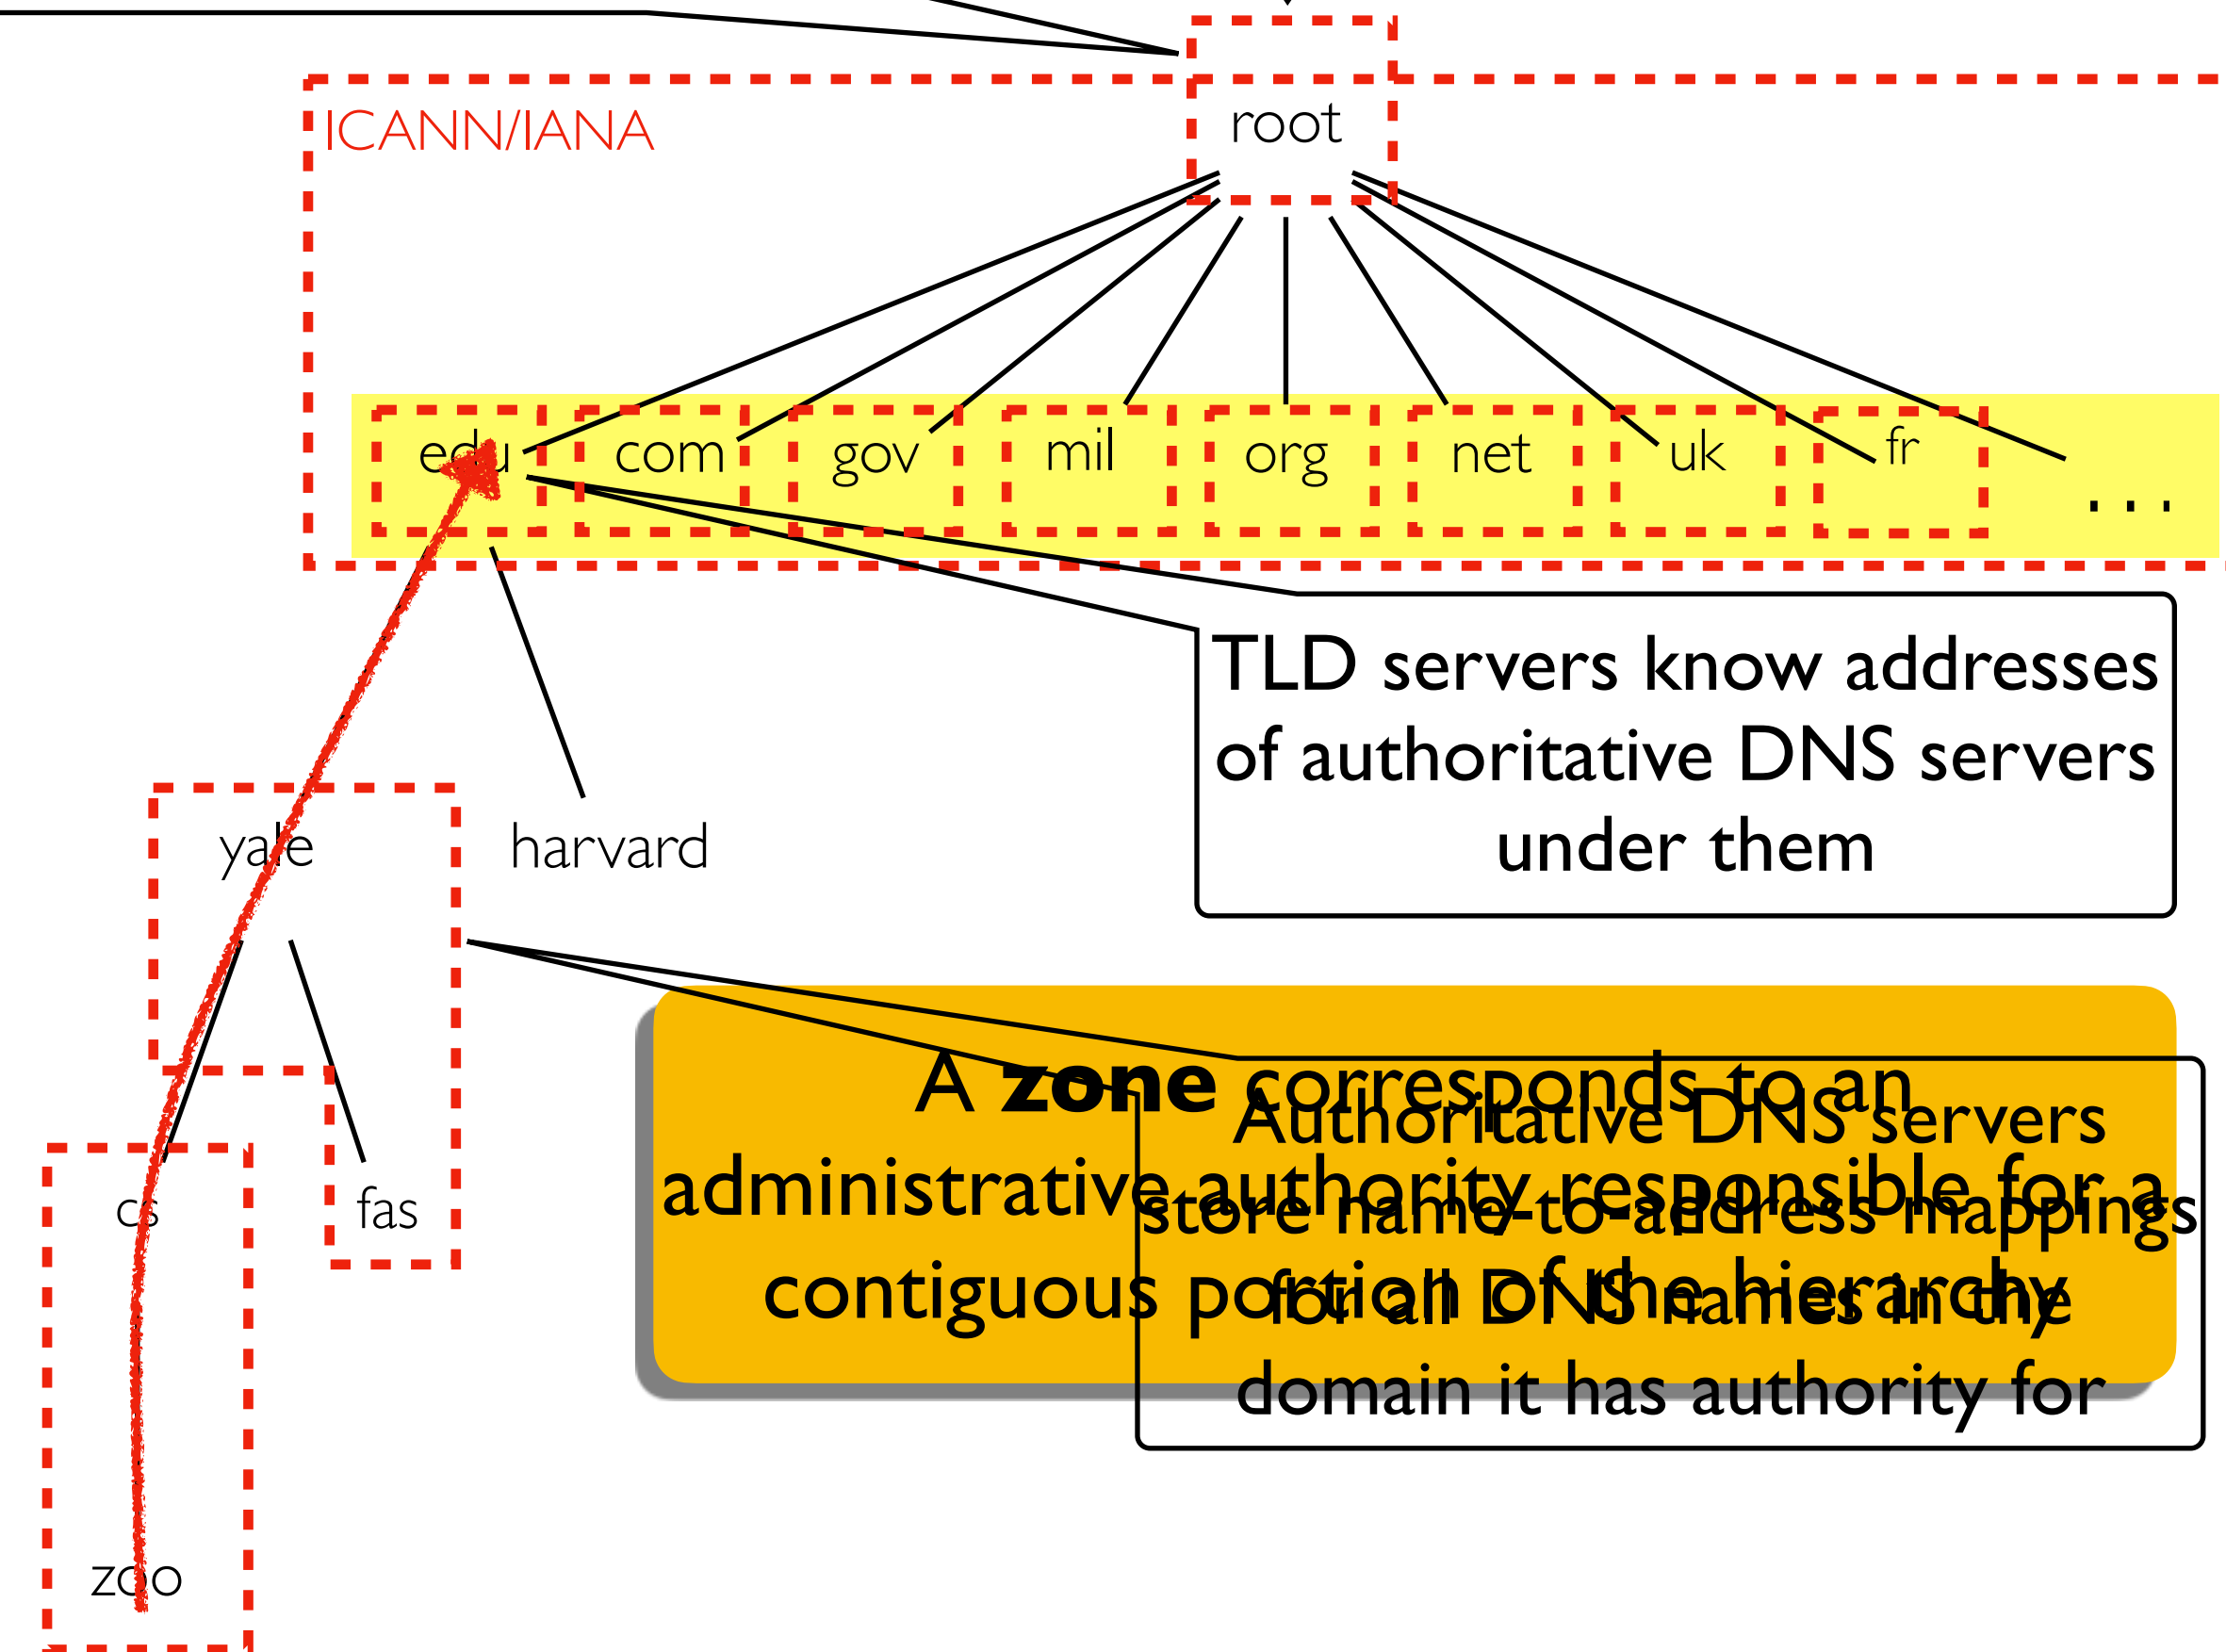 ICANN/IANA
root
edu com gov mil org net uk fr ...
TLD servers know addresses
of authoritative DNS servers
under them
yale harvard
cs fas
A zone corresponds to an
administrative authority responsible for a
contiguous portion of the hierarchy
Authoritative DNS servers
store name-to-address mappings
for all DNS names in the
domain it has authority for
zoo